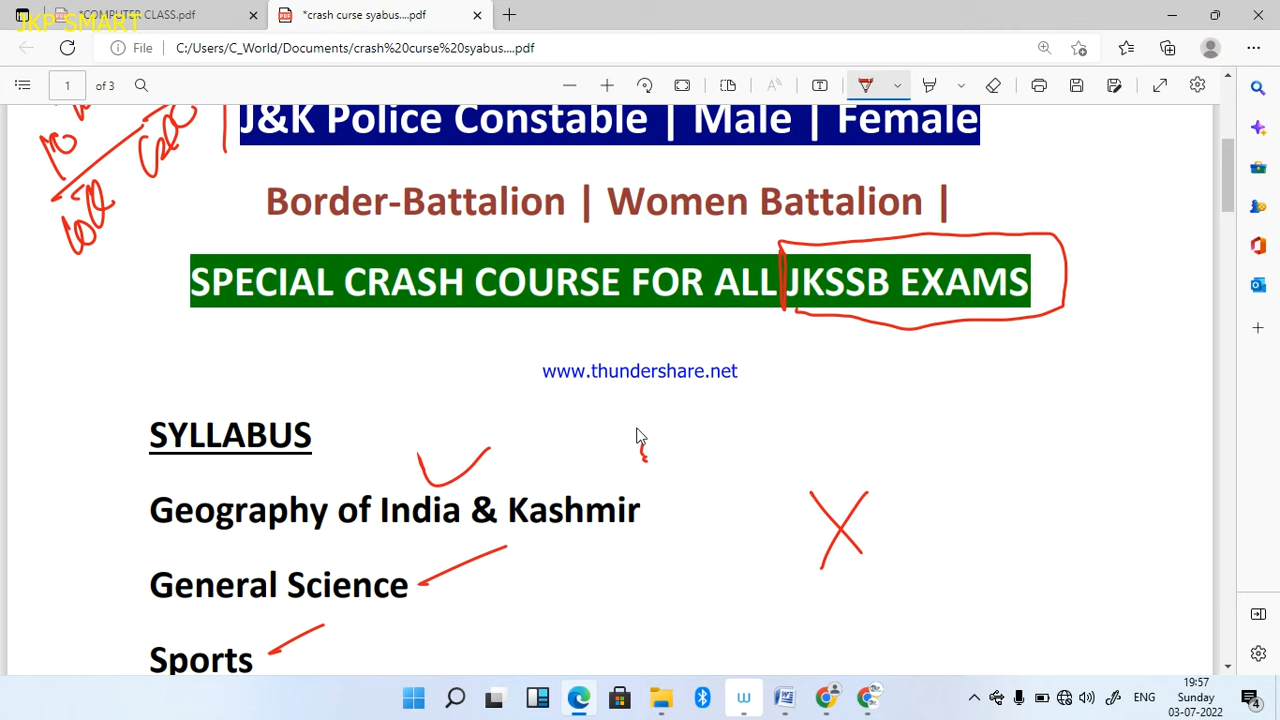 JKP SMART
*COMPUTER CLASS.pdf
*crash curse syabus....pdf
File C:/Users/C_World/Documents/crash%20curse%20syabus....pdf
1 of 3
J&K Police Constable | Male | Female
Border-Battalion | Women Battalion |
SPECIAL CRASH COURSE FOR ALL JKSSB EXAMS
www.thundershare.net
SYLLABUS
Geography of India & Kashmir
General Science
Sports
ENG
19:57
Sunday
03-07-2022
4